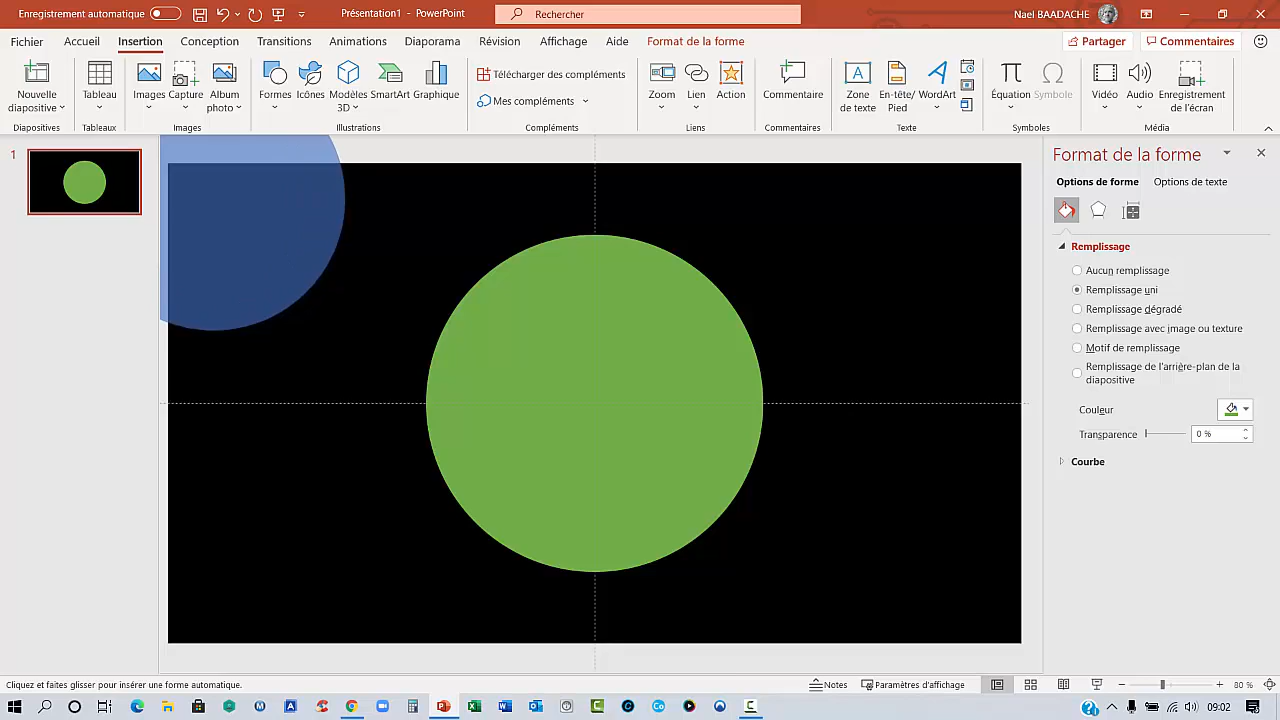 Enregistrement automatique
Présentation1 - PowerPoint
Rechercher
Nael BAADACHE
Fichier Accueil Insertion Conception Transitions Animations Diaporama Révision Affichage Aide Format de la forme
Partager Commentaires
Nouvelle diapositive
Tableau
Images Capture Album photo
Formes Icônes Modèles 3D SmartArt Graphique
Télécharger des compléments
Mes compléments
Zoom Lien Action
Commentaire
Zone de texte En-tête/ Pied WordArt
Équation Symbole
Vidéo Audio Enregistrement de l'écran
Diapositives Tableaux Images Illustrations Compléments Liens Commentaires Texte Symboles Média
1
Format de la forme
Options de forme Options de texte
Remplissage
Aucun remplissage
Remplissage uni
Remplissage dégradé
Remplissage avec image ou texture
Motif de remplissage
Remplissage de l'arrière-plan de la
diapositive
Couleur
Transparence 0 %
Courbe
Cliquez et faites glisser pour insérer une forme automatique.
Notes Paramètres d'affichage 80 %
09:02